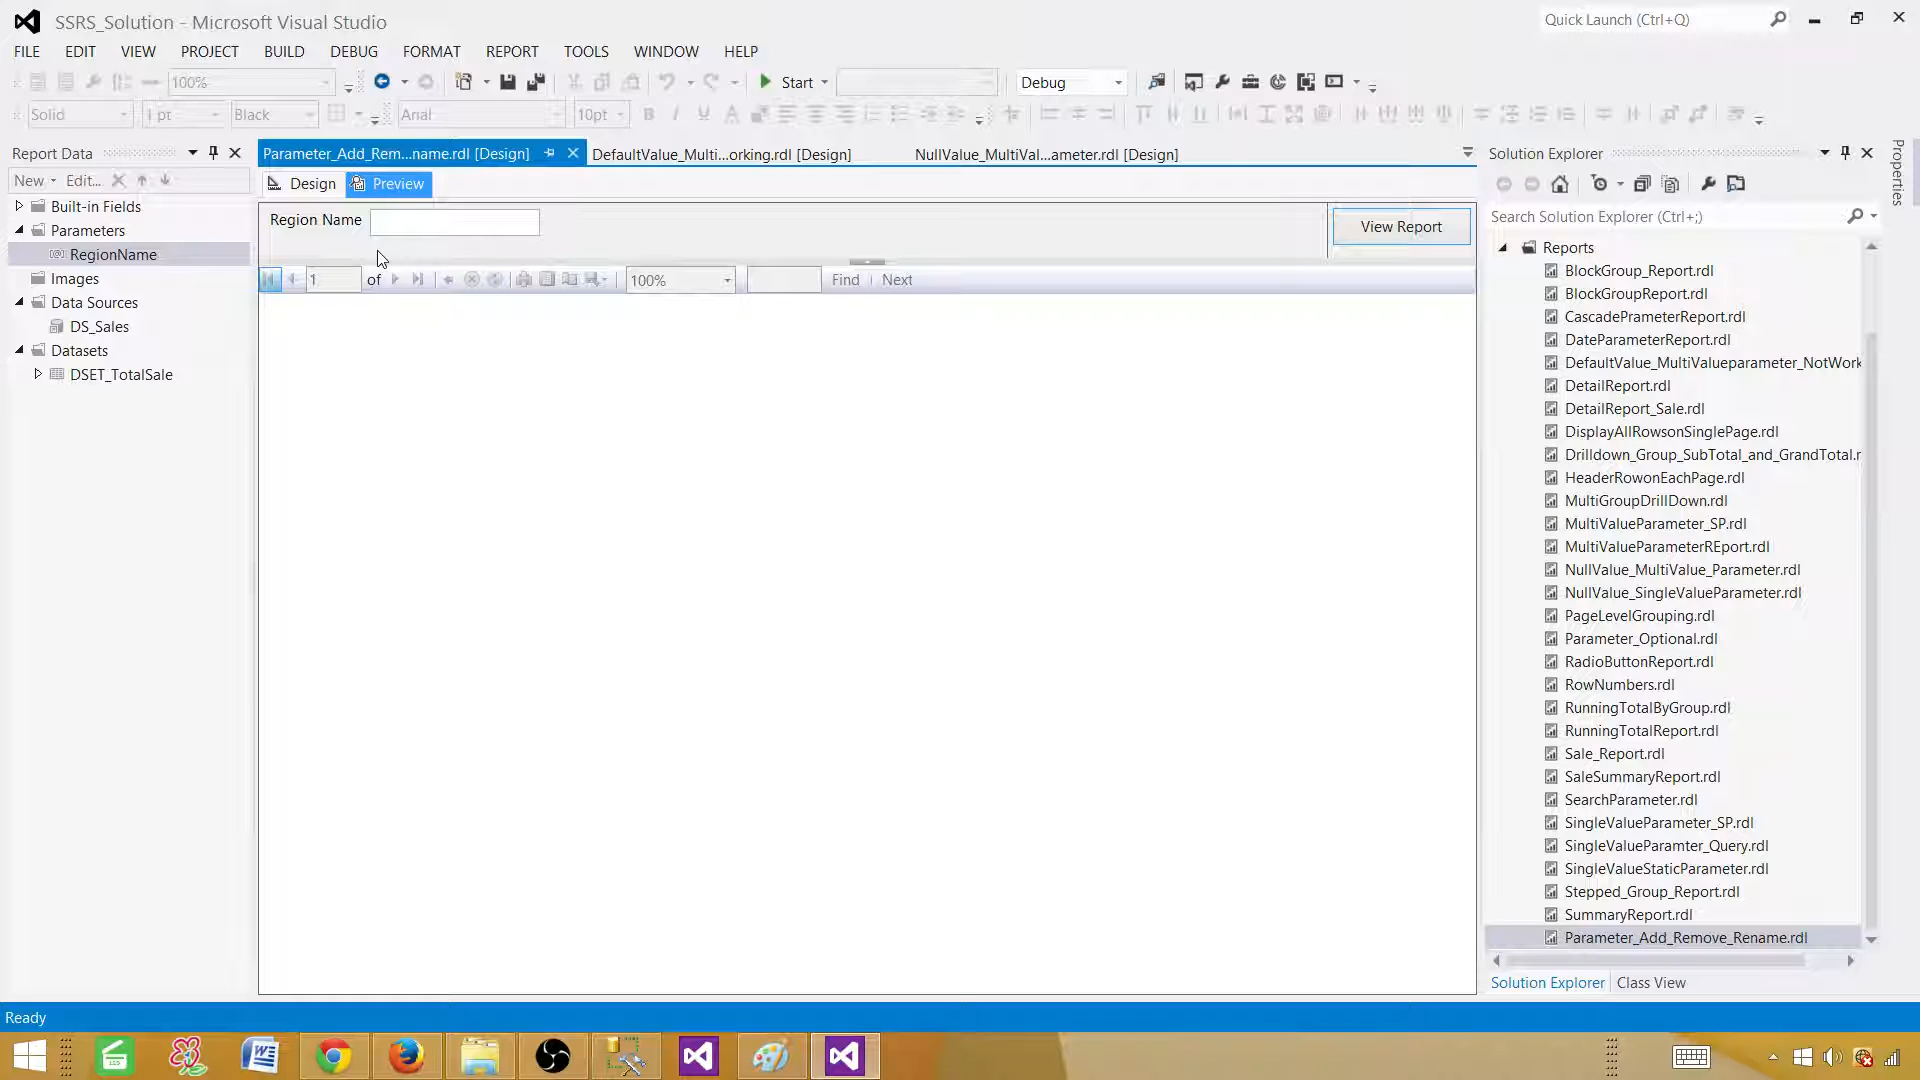 SSRS_Solution - Microsoft Visual Studio
Quick Launch (Ctrl+Q)
FILE EDIT VIEW PROJECT BUILD DEBUG FORMAT REPORT TOOLS WINDOW HELP
100% Start Debug
Solid 1 pt Black Arial 10pt
Report Data
Parameter_Add_Rem...name.rdl [Design]
DefaultValue_Multi...orking.rdl [Design]
NullValue_MultiVal...ameter.rdl [Design]
Solution Explorer
Properties
New Edit...
Design Preview
Search Solution Explorer (Ctrl+;)
Built-in Fields
Parameters
RegionName
Images
Data Sources
DS_Sales
Datasets
DSET_TotalSale
Region Name
View Report
1 of 100% Find Next
Reports
BlockGroup_Report.rdl
BlockGroupReport.rdl
CascadePrameterReport.rdl
DateParameterReport.rdl
DefaultValue_MultiValueparameter_NotWork
DetailReport.rdl
DetailReport_Sale.rdl
DisplayAllRowsonSinglePage.rdl
Drilldown_Group_SubTotal_and_GrandTotal.r
HeaderRowonEachPage.rdl
MultiGroupDrillDown.rdl
MultiValueParameter_SP.rdl
MultiValueParameterREport.rdl
NullValue_MultiValue_Parameter.rdl
NullValue_SingleValueParameter.rdl
PageLevelGrouping.rdl
Parameter_Optional.rdl
RadioButtonReport.rdl
RowNumbers.rdl
RunningTotalByGroup.rdl
RunningTotalReport.rdl
Sale_Report.rdl
SaleSummaryReport.rdl
SearchParameter.rdl
SingleValueParameter_SP.rdl
SingleValueParamter_Query.rdl
SingleValueStaticParameter.rdl
Stepped_Group_Report.rdl
SummaryReport.rdl
Parameter_Add_Remove_Rename.rdl
Solution Explorer Class View
Ready